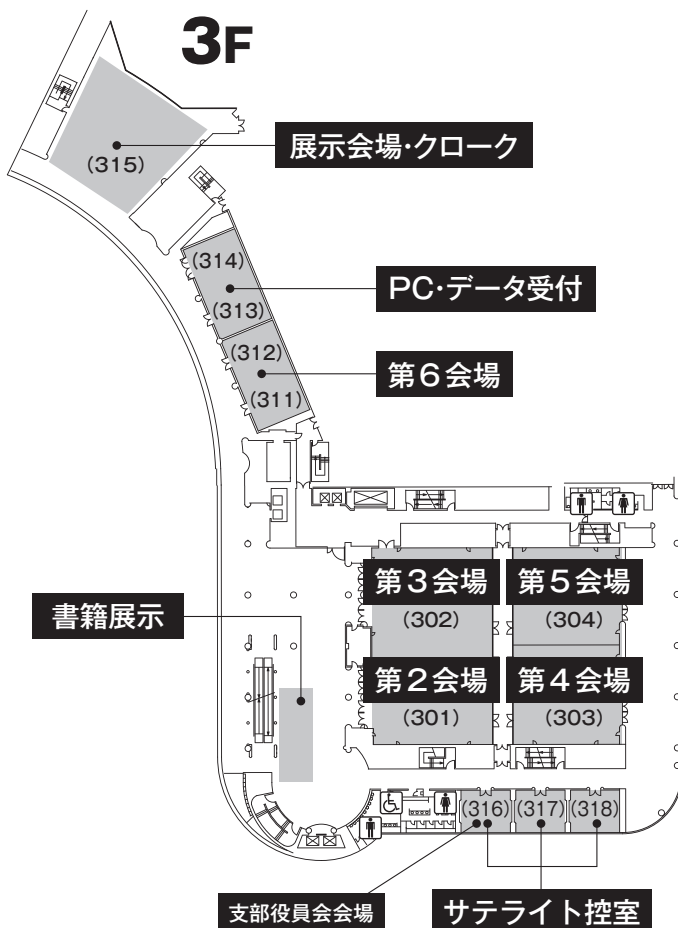 3F
展示会場・クローク
(315)
(314)
PC・データ受付
(313)
(312)
第6会場
(311)
第3会場
第5会場
(302)
(304)
書籍展示
第2会場
第4会場
(301)
(303)
(316)
(317)
(318)
支部役員会会場
サテライト控室